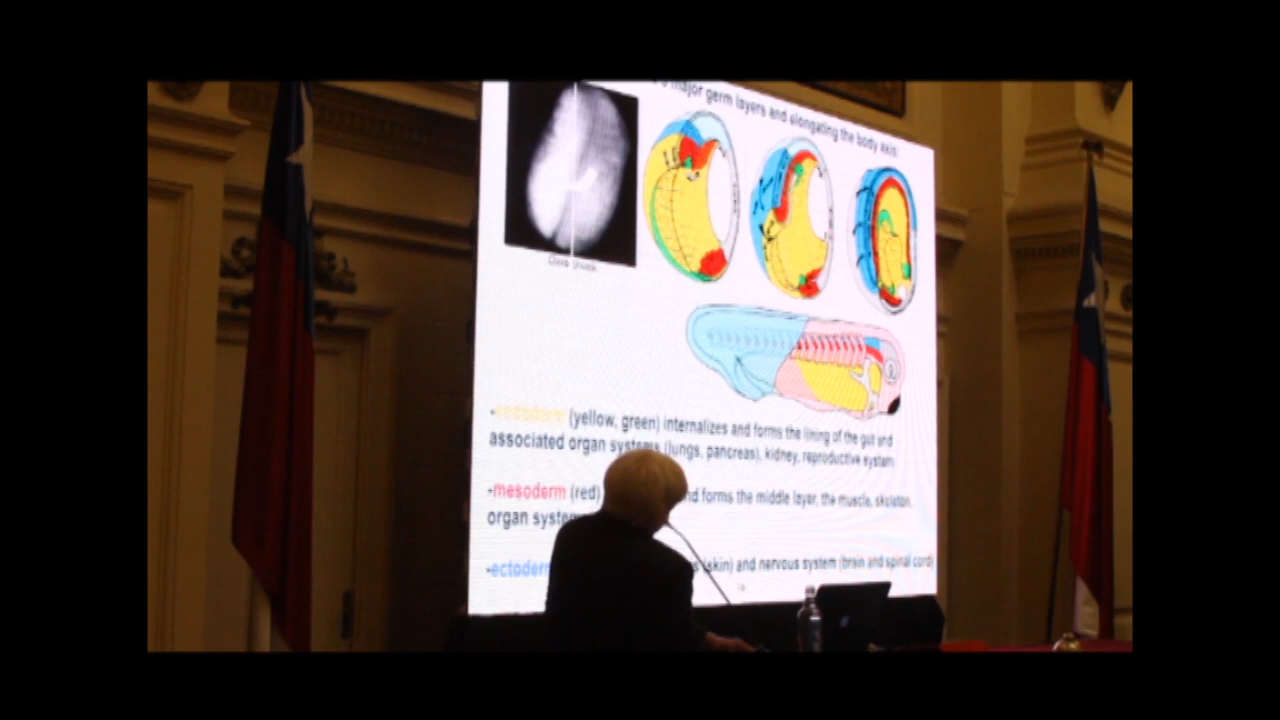 major germ layers and elongating the body axis:
-endoderm (yellow, green) internalizes and forms the lining of the gut and
associated organ systems (lungs, pancreas), kidney, reproductive system
-mesoderm (red) and forms the middle layer, the muscle, skeleton,
organ system
-ectoderm (skin) and nervous system (brain and spinal cord)